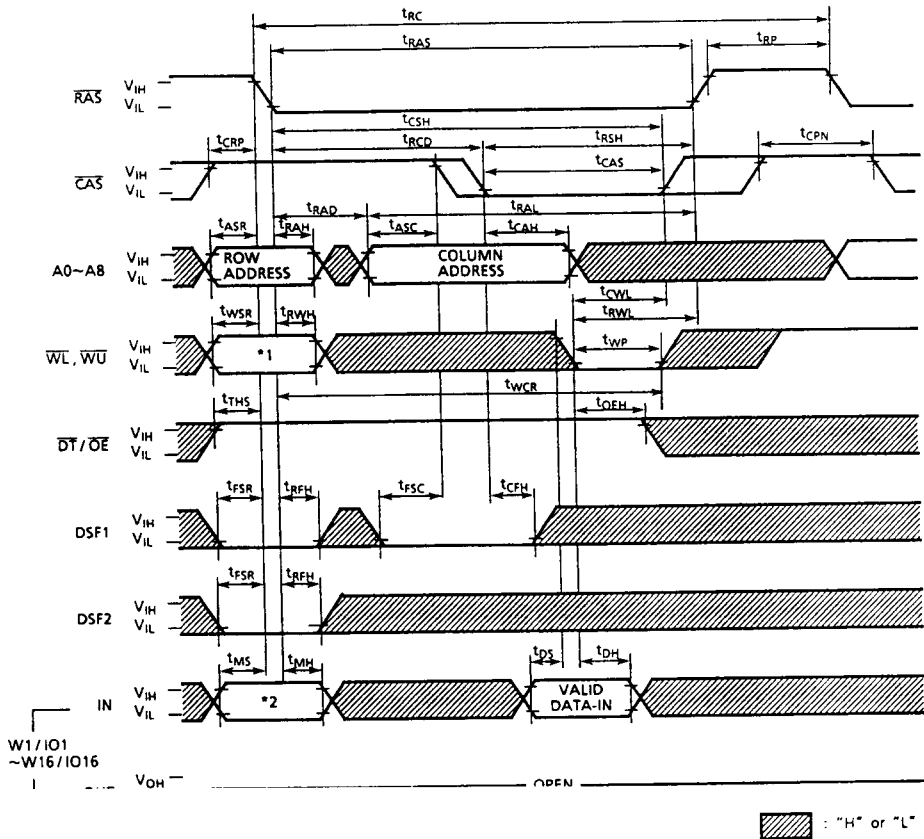 tRC
tRAS
tRP
RAS
VIH
VIL
tCSH
tCRP
tRCD
tRSH
tCPN
tCAS
CAS
VIH
VIL
tRAD
tRAL
tASR
tRAH
tASC
tCAH
A0~A8
VIH
VIL
ROW
ADDRESS
COLUMN
ADDRESS
tCWL
tRWL
tWSR
tRWH
tWP
WL, WU
VIH
VIL
*1
tWCR
tTHS
tOEH
DT/OE
VIH
VIL
tFSR
tRFH
tFSC
tCFH
DSF1
VIH
VIL
tFSR
tRFH
DSF2
VIH
VIL
tMS
tMH
tDS
tDH
IN
VIH
VIL
*2
VALID
DATA-IN
W1/IO1
~W16/IO16
VOH
OPEN
: "H" or "L"